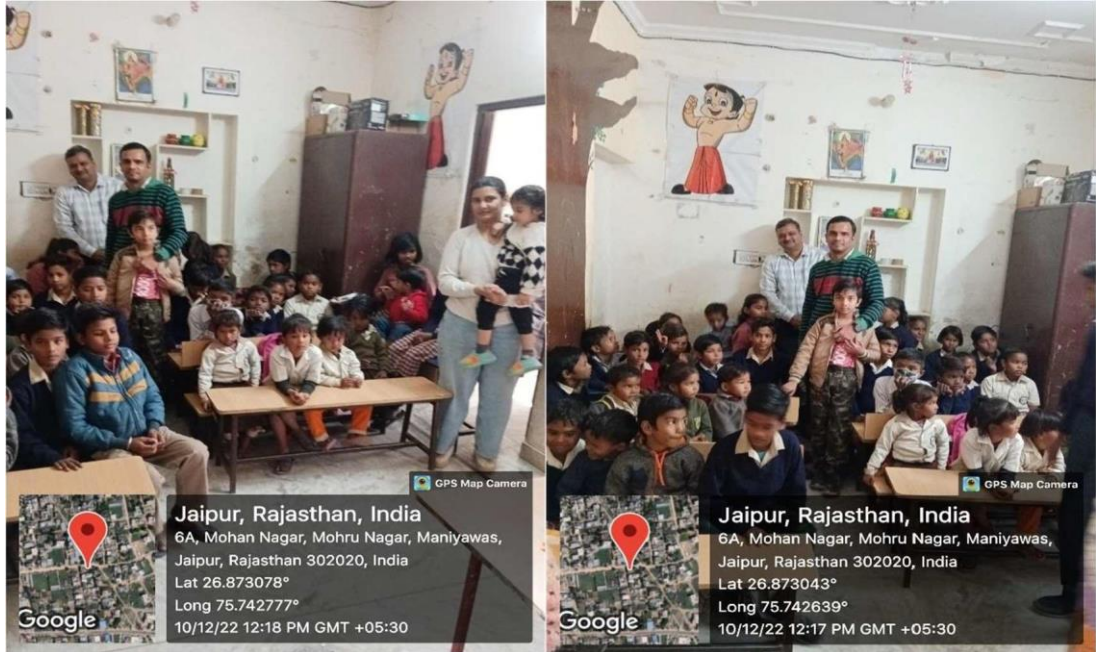 GPS Map Camera
Jaipur, Rajasthan, India
6A, Mohan Nagar, Mohru Nagar, Maniyawas,
Jaipur, Rajasthan 302020, India
Lat 26.873078°
Long 75.742777°
10/12/22 12:18 PM GMT +05:30
Google
GPS Map Camera
Jaipur, Rajasthan, India
6A, Mohan Nagar, Mohru Nagar, Maniyawas,
Jaipur, Rajasthan 302020, India
Lat 26.873043°
Long 75.742639°
10/12/22 12:17 PM GMT +05:30
Google